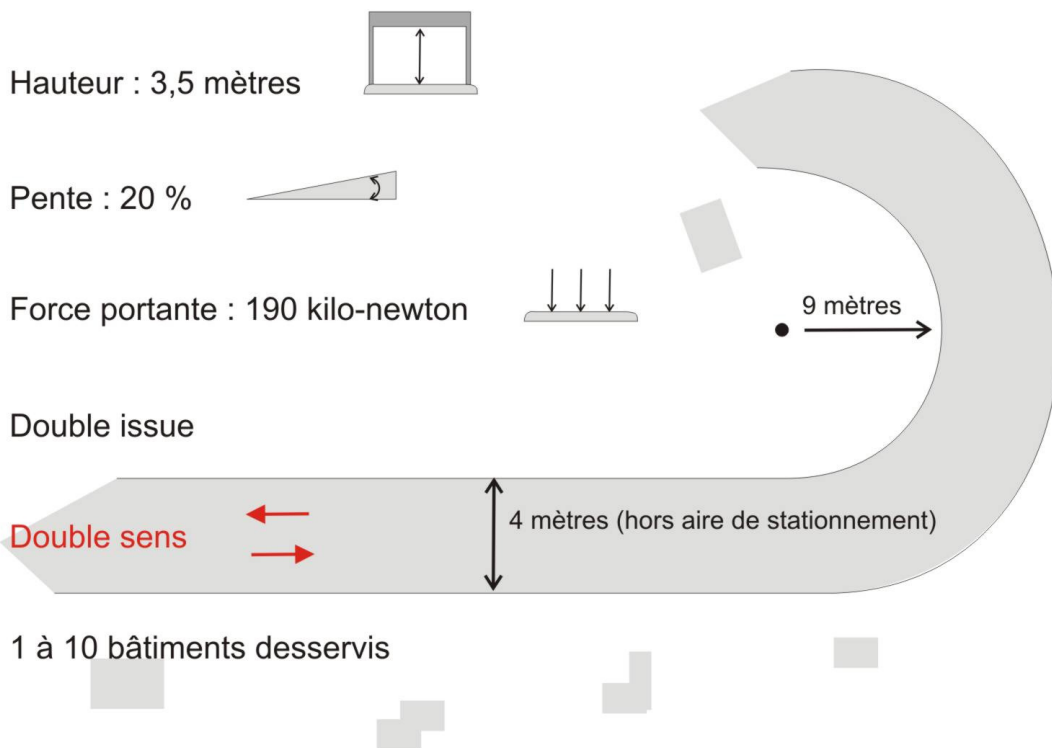 Hauteur : 3,5 mètres
Pente : 20 %
Force portante : 190 kilo-newton
9 mètres
Double issue
4 mètres (hors aire de stationnement)
Double sens
1 à 10 bâtiments desservis